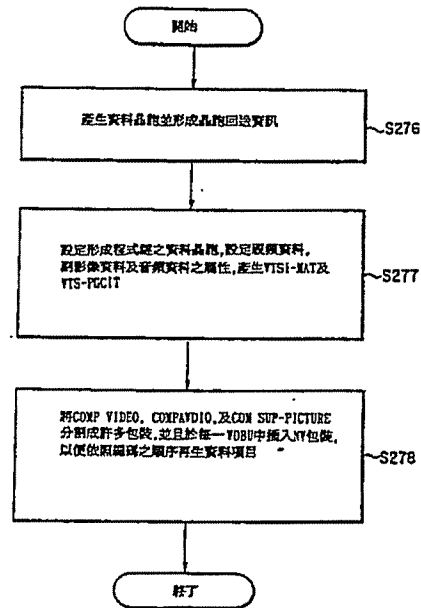 開始
產生資料晶胞並形成晶胞回送資訊
S276
設定形成程式鏈之資料晶胞,設定視頻資料,
副影像資料及音頻資料之屬性,產生VTSI-MAT及
VTS-PGCIT
S277
將COMP VIDEO, COMPAVDIO,及COM SUP-PICTURE
分割成許多包裝,並且於每一VOBU中插入NV包裝,
以便依照編碼之順序再生資料項目
S278
終了